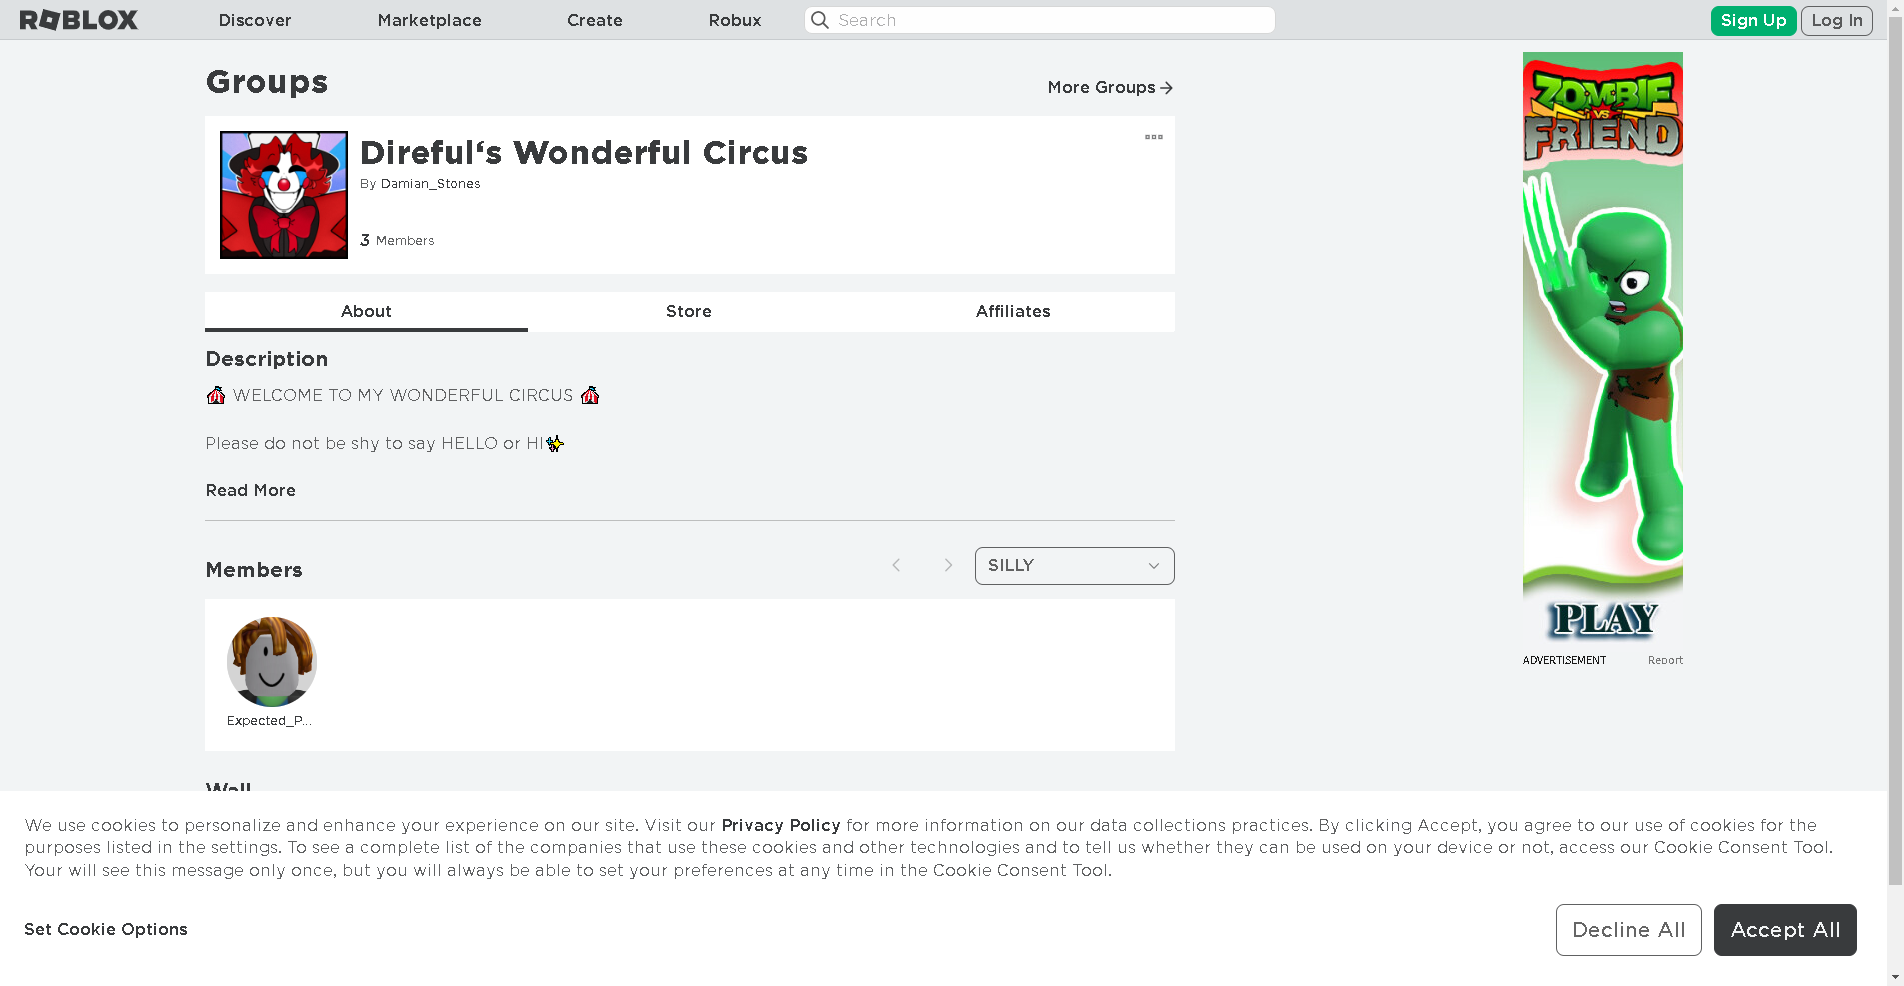 ROBLOX
Discover
Marketplace
Create
Robux
Search
Sign Up
Log In
Groups
More Groups
Direful‘s Wonderful Circus
By Damian_Stones
3 Members
About
Store
Affiliates
Description
🎪 WELCOME TO MY WONDERFUL CIRCUS 🎪
Please do not be shy to say HELLO or HI✨
Read More
Members
SILLY
Expected_P...
Wall
ZOMBIE
VS
FRIEND
PLAY
ADVERTISEMENT
Report
We use cookies to personalize and enhance your experience on our site. Visit our Privacy Policy for more information on our data collections practices. By clicking Accept, you agree to our use of cookies for the
purposes listed in the settings. To see a complete list of the companies that use these cookies and other technologies and to tell us whether they can be used on your device or not, access our Cookie Consent Tool.
Your will see this message only once, but you will always be able to set your preferences at any time in the Cookie Consent Tool.
Set Cookie Options
Decline All
Accept All